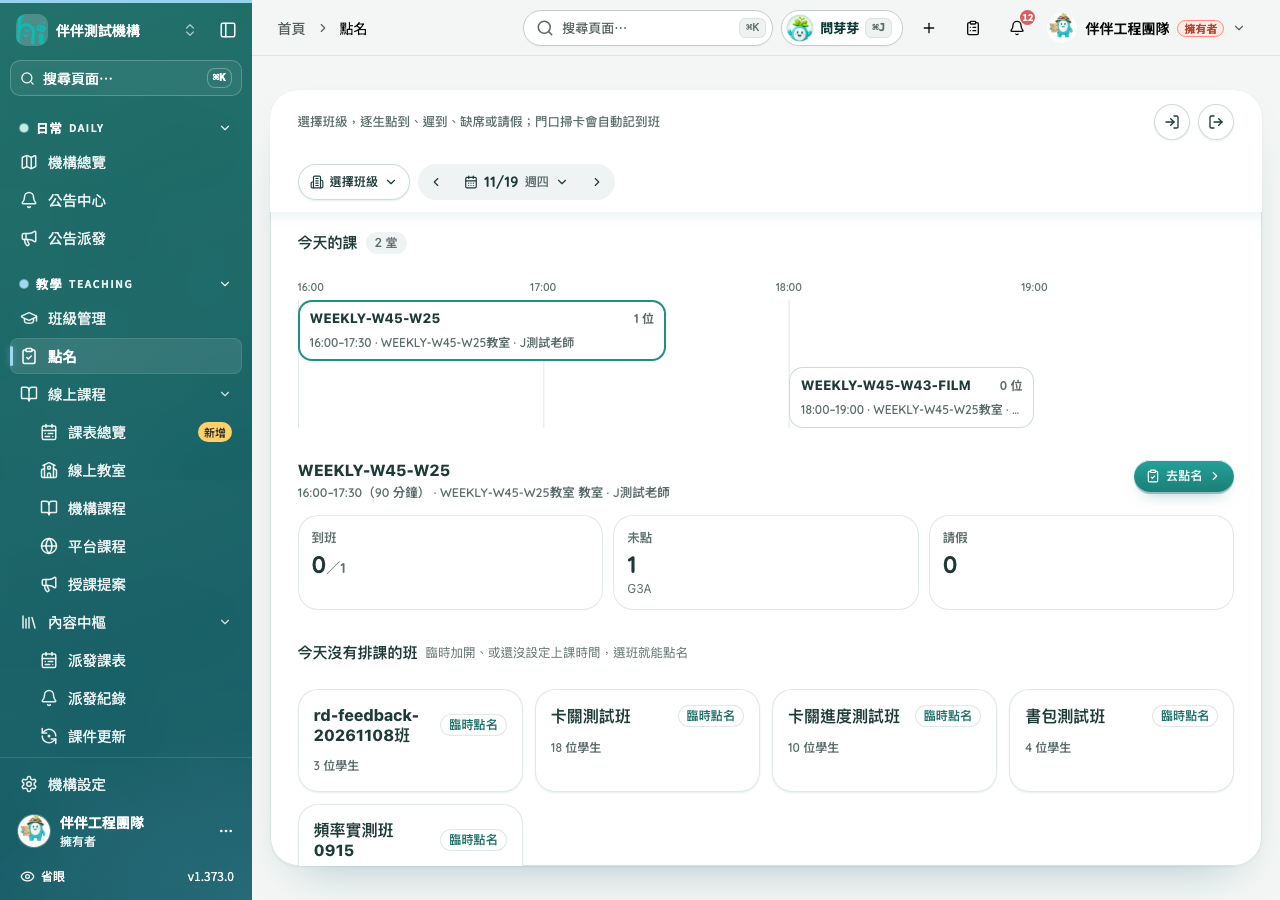 伴伴測試機構
搜尋頁面… ⌘K
日常 DAILY
機構總覽
公告中心
公告派發
教學 TEACHING
班級管理
點名
線上課程
課表總覽 新增
線上教室
機構課程
平台課程
授課提案
內容中樞
派發課表
派發紀錄
課件更新
機構設定
伴伴工程團隊
擁有者
省眼 v1.373.0
首頁 > 點名
搜尋頁面… ⌘K
問芽芽 ⌘J
12
伴伴工程團隊 擁有者
選擇班級，逐生點到、遲到、缺席或請假；門口掃卡會自動記到班
選擇班級
11/19 週四
今天的課 2 堂
16:00 17:00 18:00 19:00
WEEKLY-W45-W25 1 位
16:00–17:30 · WEEKLY-W45-W25教室 · J測試老師
WEEKLY-W45-W43-FILM 0 位
18:00–19:00 · WEEKLY-W45-W25教室 · …
WEEKLY-W45-W25
16:00–17:30（90 分鐘） · WEEKLY-W45-W25教室 教室 · J測試老師
去點名
到班
0／1
未點
1
G3A
請假
0
今天沒有排課的班 臨時加開、或還沒設定上課時間，選班就能點名
rd-feedback-
20261108班
臨時點名
3 位學生
卡關測試班 臨時點名
18 位學生
卡關進度測試班 臨時點名
10 位學生
書包測試班 臨時點名
4 位學生
頻率實測班
0915
臨時點名